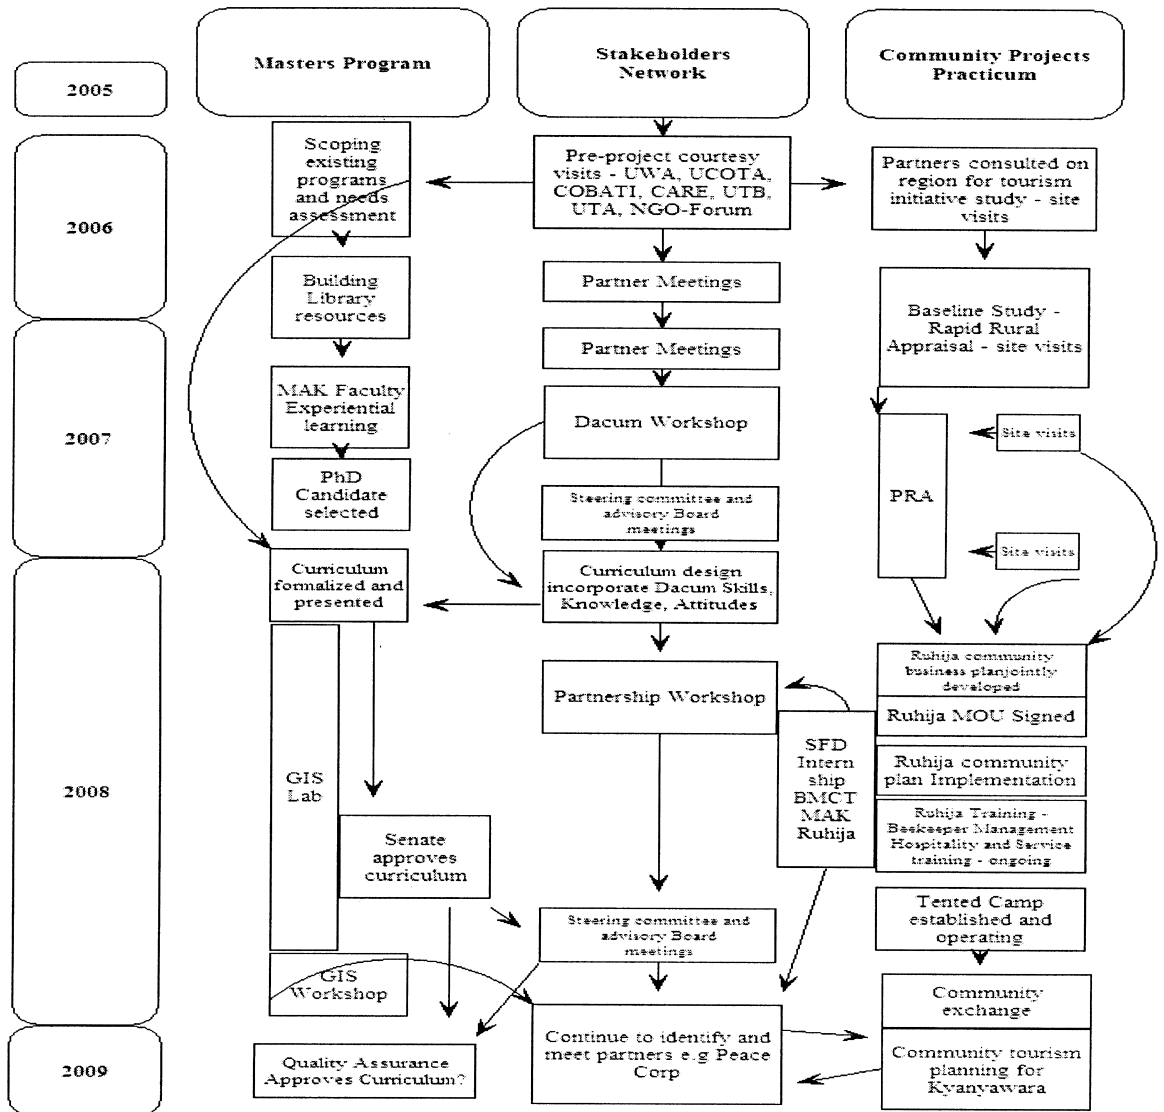 Masters Program
Stakeholders
Network
Community Projects
Practicum
2005
2006
2007
2008
2009
Scoping
existing
programs
and needs
assessment
Building
Library
resources
MAK Faculty
Experiential
learning
PhD
Candidate
selected
Curriculum
formalized and
presented
GIS
Lab
Senate
approves
curriculum
GIS
Workshop
Quality Assurance
Approves Curriculum?
Pre-project courtesy
visits - UWA, UCOTA,
COBATI, CARE, UTB,
UTA, NGO-Forum
Partner Meetings
Partner Meetings
Dacum Workshop
Steering committee and
advisory Board
meetings
Curriculum design
incorporate Dacum Skills,
Knowledge, Attitudes
Partnership Workshop
Steering committee and
advisory Board
meetings
Continue to identify and
meet partners e.g Peace
Corp
Partners consulted on
region for tourism
initiative study - site
visits
Baseline Study -
Rapid Rural
Appraisal - site visits
PRA
Site visits
Site visits
SFD
Intern
ship
BMCT
MAK
Ruhija
Ruhija community
business planjointly
developed
Ruhija MOU Signed
Ruhija community
plan Implementation
Ruhija Training -
Beekeeper Management
Hospitality and Service
training - ongoing
Tented Camp
established and
operating
Community
exchange
Community tourism
planning for
Kyanyawara